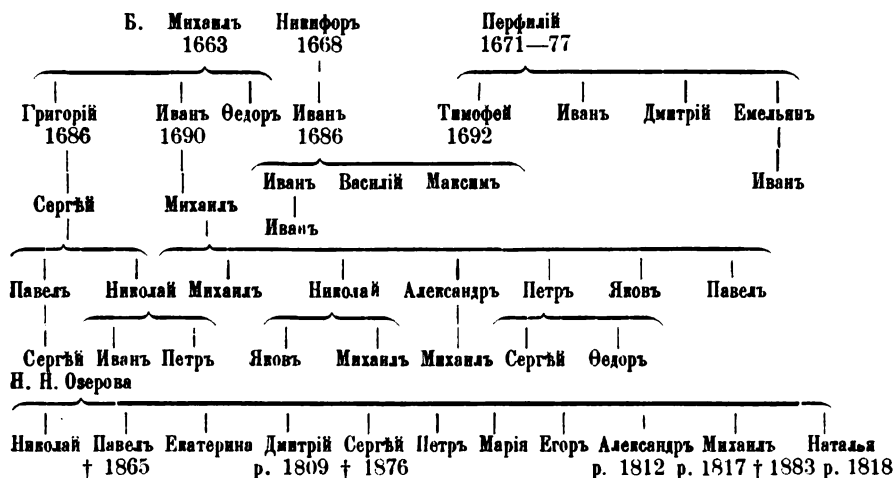 Б. Михаилъ Никифоръ Перфилій
1663 1668 1671—77
Григорій Иванъ Ѳедоръ Иванъ Тимофей Иванъ Дмитрій Емельянъ
1686 1690 1686 1692
Иванъ Василій Максимъ Иванъ
Сергѣй Михаилъ
Иванъ
Павелъ Николай Михаилъ Николай Александръ Петръ Яковъ Павелъ
Сергѣй Иванъ Петръ Яковъ Михаилъ Михаилъ Сергѣй Ѳедоръ
Н. Н. Озерова
Николай Павелъ Екатерина Дмитрій Сергѣй Петръ Марія Егоръ Александръ Михаилъ Наталья
† 1865 р. 1809 † 1876 р. 1812 р. 1817 † 1883 р. 1818